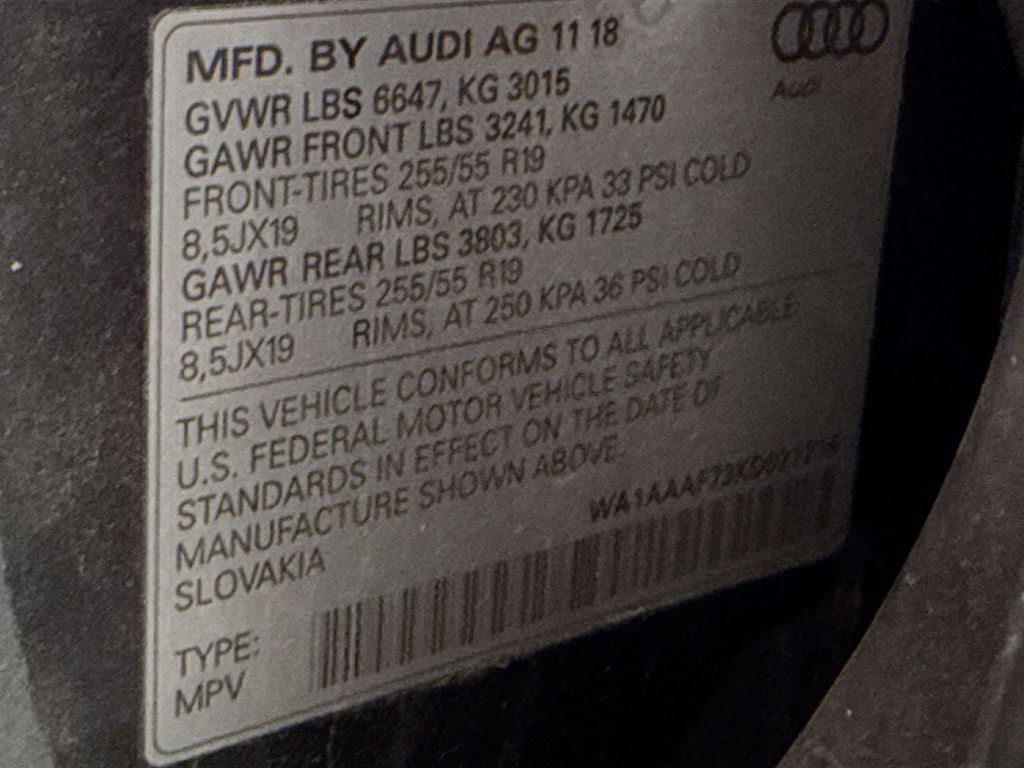 MFD. BY AUDI AG 11 18
GVWR LBS 6647, KG 3015
GAWR FRONT LBS 3241, KG 1470
FRONT-TIRES 255/55 R19
8,5JX19 RIMS, AT 230 KPA 33 PSI COLD
GAWR REAR LBS 3803, KG 1725
REAR-TIRES 255/55 R19
8,5JX19 RIMS, AT 250 KPA 36 PSI COLD
THIS VEHICLE CONFORMS TO ALL APPLICABLE
U.S. FEDERAL MOTOR VEHICLE SAFETY
STANDARDS IN EFFECT ON THE DATE OF
MANUFACTURE SHOWN ABOVE.
SLOVAKIA
TYPE:
MPV
Audi